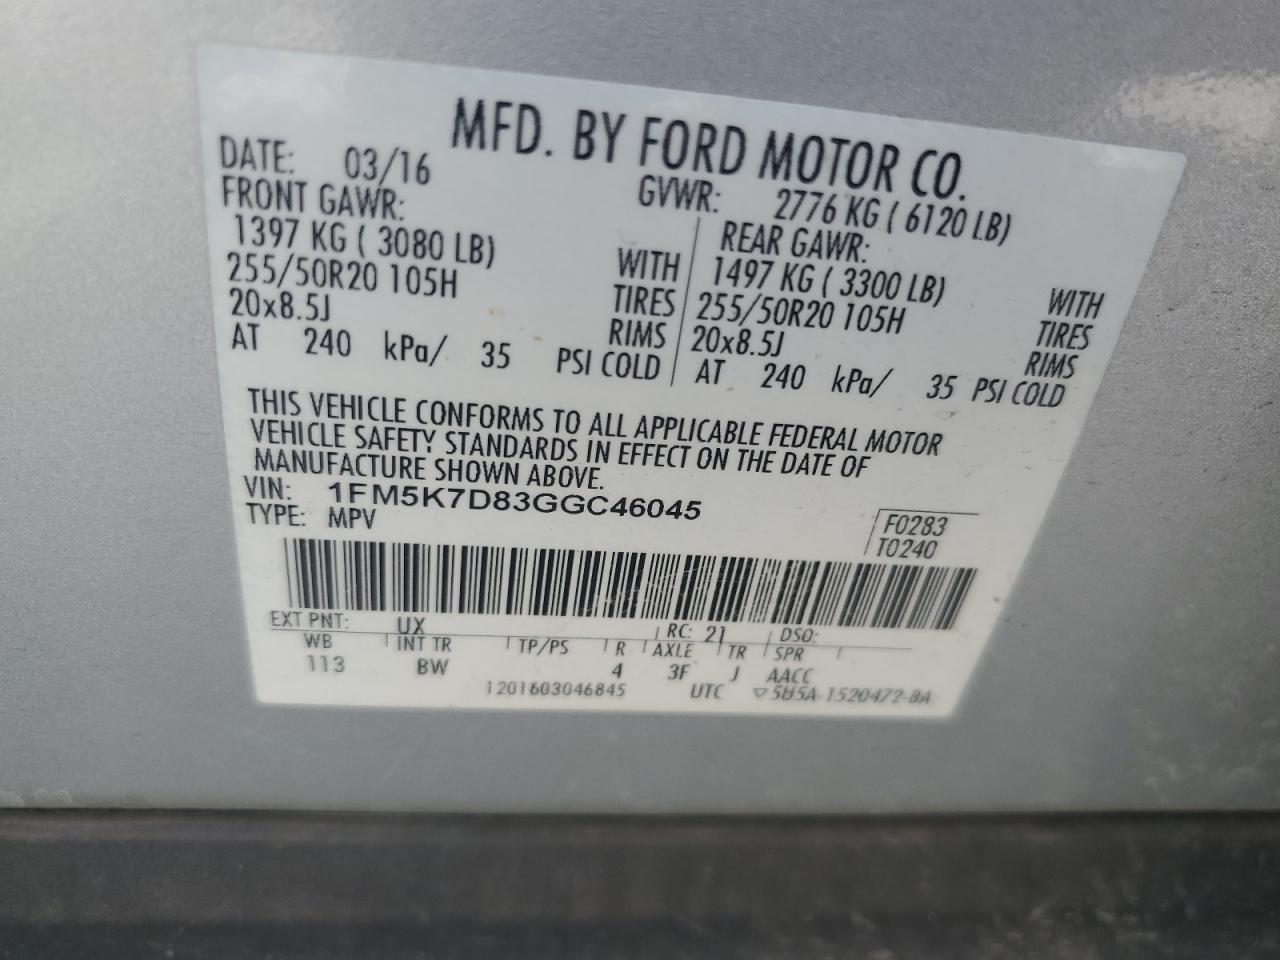 MFD. BY FORD MOTOR CO.
DATE: 03/16 GVWR: 2776 KG ( 6120 LB)
FRONT GAWR: REAR GAWR:
1397 KG ( 3080 LB) WITH 1497 KG ( 3300 LB) WITH
255/50R20 105H TIRES 255/50R20 105H TIRES
20x8.5J RIMS 20x8.5J RIMS
AT 240 kPa/ 35 PSI COLD AT 240 kPa/ 35 PSI COLD
THIS VEHICLE CONFORMS TO ALL APPLICABLE FEDERAL MOTOR
VEHICLE SAFETY STANDARDS IN EFFECT ON THE DATE OF
MANUFACTURE SHOWN ABOVE.
VIN: 1FM5K7D83GGC46045
TYPE: MPV
F0283
T0240
EXT PNT: UX RC: 21 DSO:
WB INT TR TP/PS R AXLE TR SPR
113 BW 4 3F J AACC
1201603046845 UTC ▽5U5A-1520472-BA